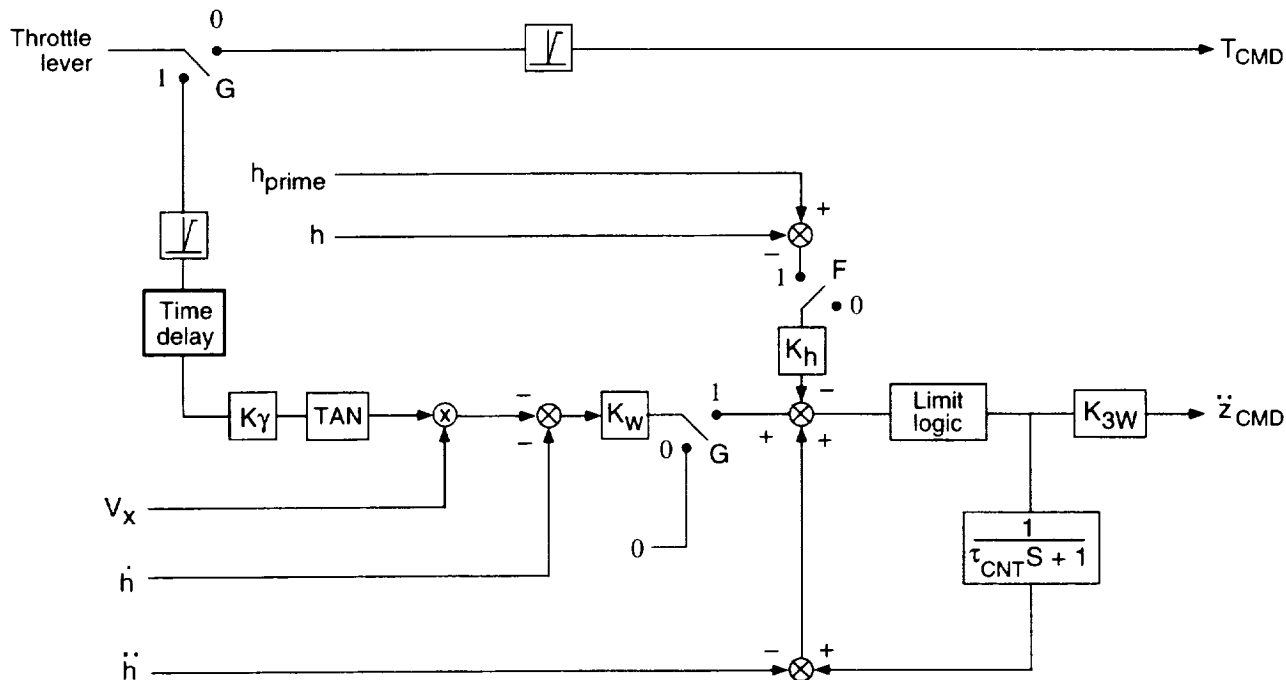 0
Throttle
lever
1
G
T_CMD
h_prime
+
h
−
1
F
0
Time
delay
K_h
Kγ
TAN
x
−
−
K_w
1
0
G
0
−
+
+
Limit
logic
K_3W
z̈_CMD
V_x
ḣ
1
τ_CNT S + 1
ḧ
−
+